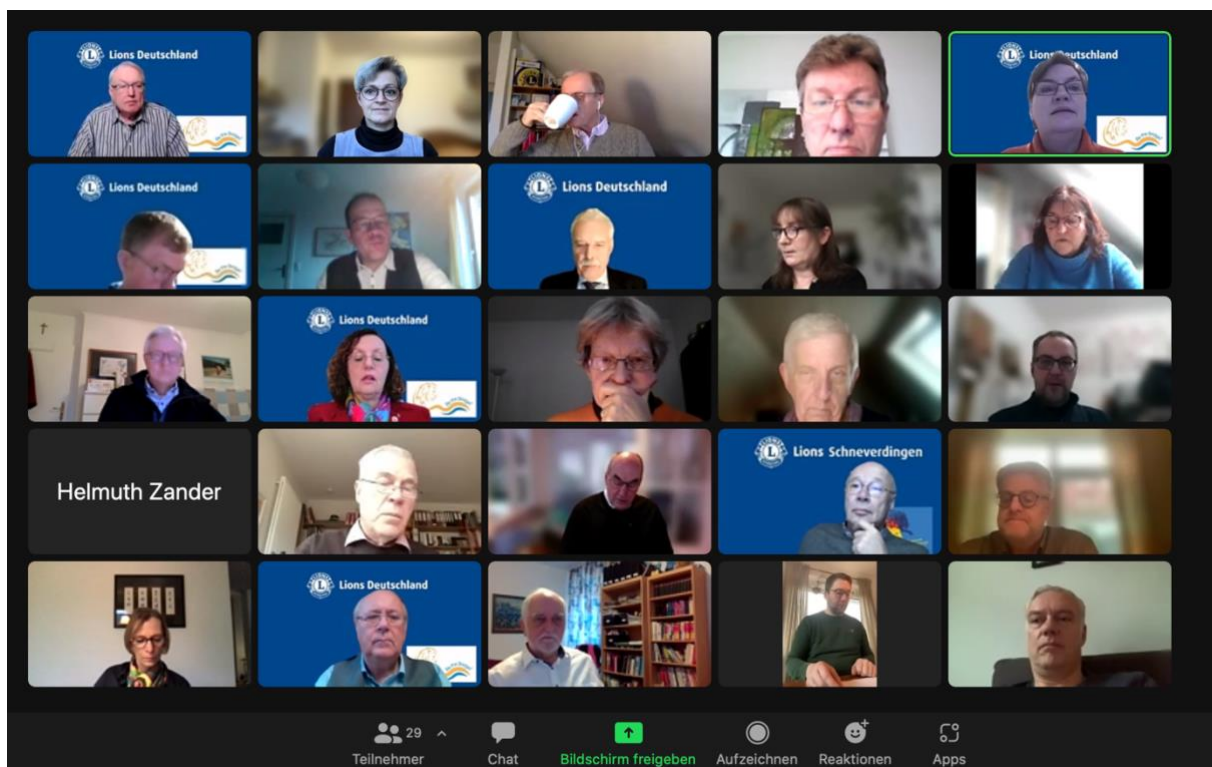 Lions Deutschland
Lions Deutschland
Lions Deutschland
Lions Deutschland
Lions Deutschland
Helmuth Zander
Lions Schneverdingen
Lions Deutschland
29
Teilnehmer
Chat
Bildschirm freigeben
Aufzeichnen
Reaktionen
Apps